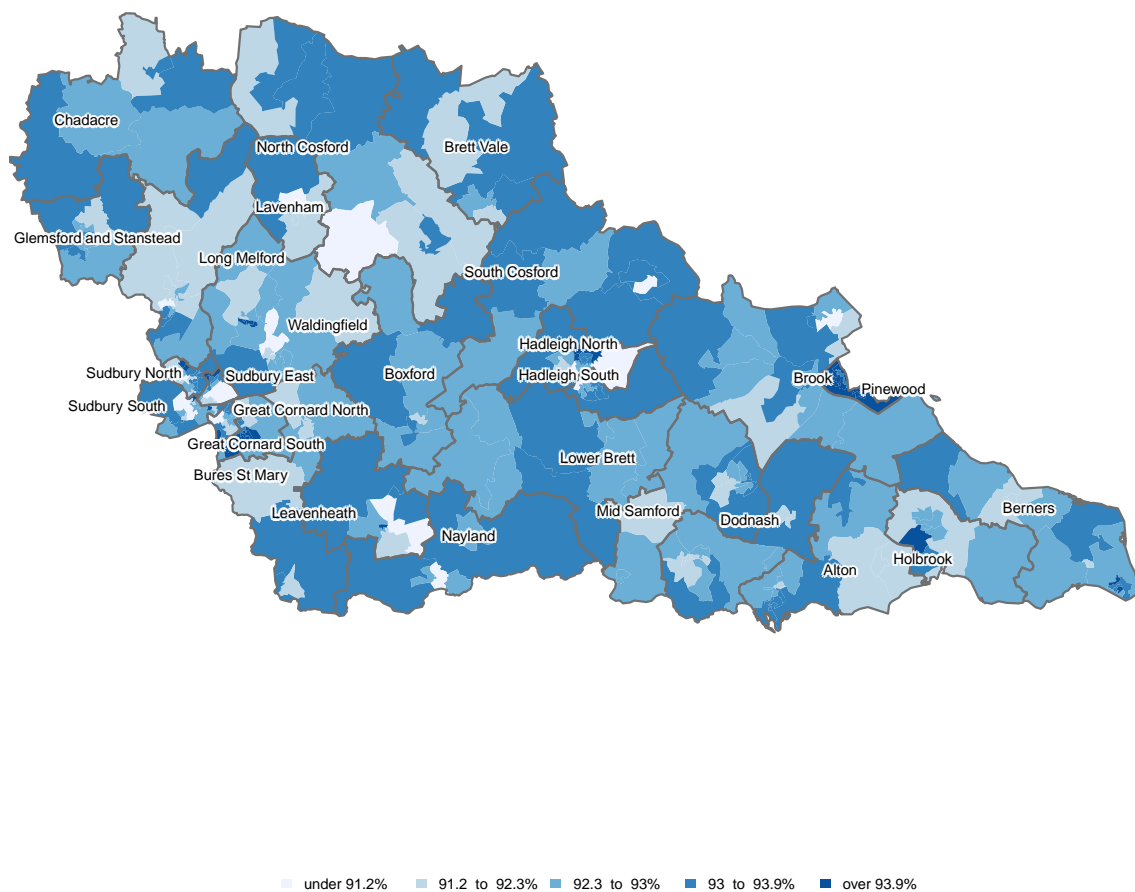 Chadacre
North Cosford
Brett Vale
Lavenham
Glemsford and Stanstead
Long Melford
South Cosford
Waldingfield
Hadleigh North
Sudbury North
Sudbury East
Boxford
Hadleigh South
Brook
Pinewood
Sudbury South
Great Cornard North
Great Cornard South
Lower Brett
Bures St Mary
Leavenheath
Mid Samford
Berners
Dodnash
Nayland
Holbrook
Alton
under 91.2%
91.2 to 92.3%
92.3 to 93%
93 to 93.9%
over 93.9%